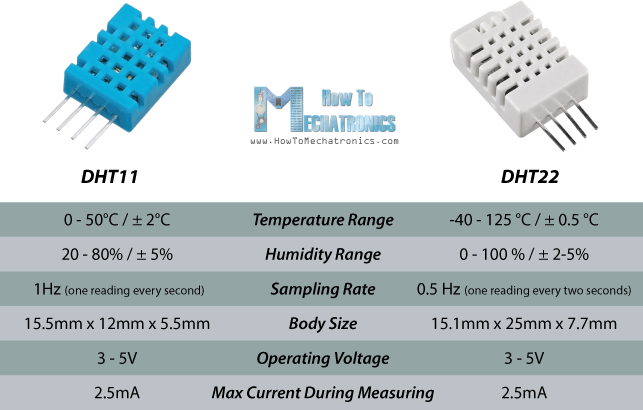 How To
MECHATRONICS
www.HowToMechatronics.com
DHT11 DHT22
0 - 50°C / ± 2°C Temperature Range -40 - 125 °C / ± 0.5 °C
20 - 80% / ± 5% Humidity Range 0 - 100 % / ± 2-5%
1Hz (one reading every second) Sampling Rate 0.5 Hz (one reading every two seconds)
15.5mm x 12mm x 5.5mm Body Size 15.1mm x 25mm x 7.7mm
3 - 5V Operating Voltage 3 - 5V
2.5mA Max Current During Measuring 2.5mA